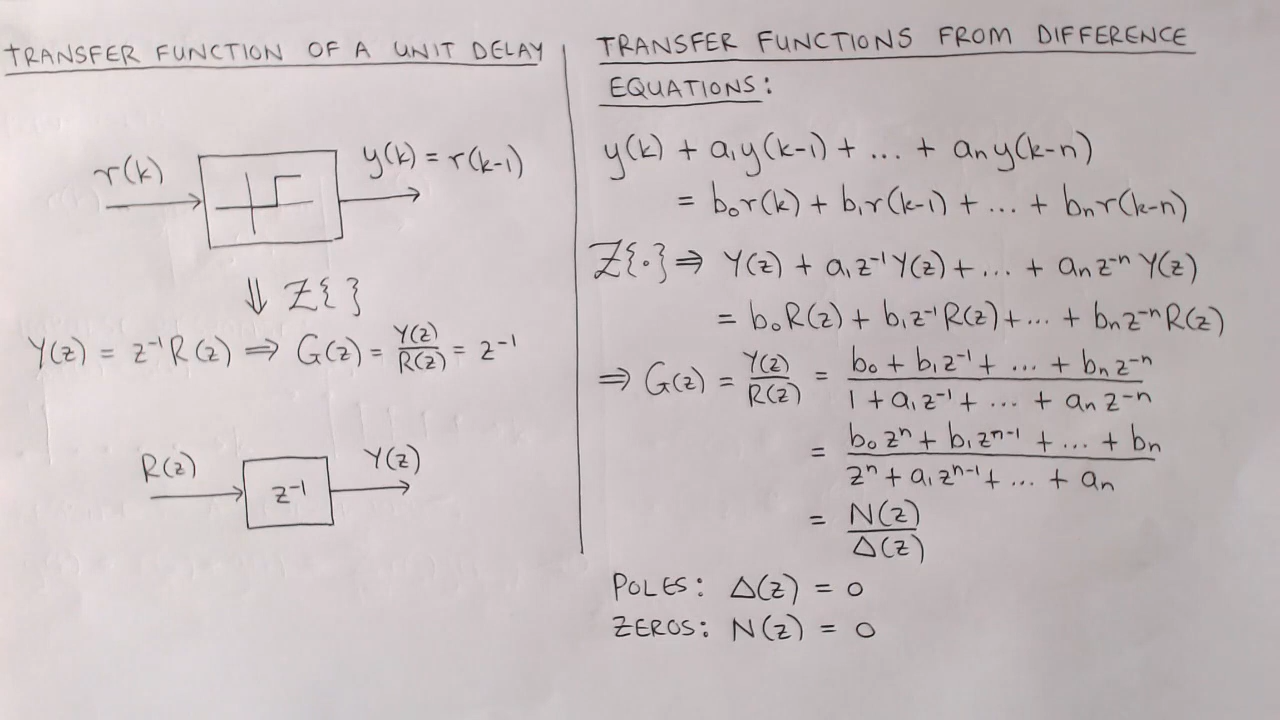 TRANSFER FUNCTION OF A UNIT DELAY
r(k)
y(k) = r(k-1)
⇓ Z{ }
Y(z) = z⁻¹R(z) ⇒ G(z) = Y(z)/R(z) = z⁻¹
R(z)
Y(z)
z⁻¹
TRANSFER FUNCTIONS FROM DIFFERENCE
EQUATIONS:
y(k) + a₁y(k-1) + ... + aₙy(k-n)
= b₀r(k) + b₁r(k-1) + ... + bₙr(k-n)
Z{·} ⇒ Y(z) + a₁z⁻¹Y(z) + ... + aₙz⁻ⁿY(z)
= b₀R(z) + b₁z⁻¹R(z) + ... + bₙz⁻ⁿR(z)
⇒ G(z) = Y(z)/R(z) = (b₀ + b₁z⁻¹ + ... + bₙz⁻ⁿ)/(1 + a₁z⁻¹ + ... + aₙz⁻ⁿ)
= (b₀zⁿ + b₁zⁿ⁻¹ + ... + bₙ)/(zⁿ + a₁zⁿ⁻¹ + ... + aₙ)
= N(z)/Δ(z)
POLES: Δ(z) = 0
ZEROS: N(z) = 0